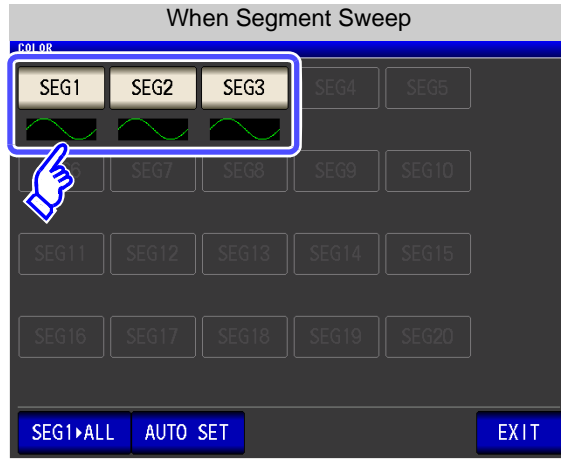 When Segment Sweep
COLOR
SEG1 SEG2 SEG3 SEG4 SEG5
SEG7 SEG8 SEG9 SEG10
SEG11 SEG12 SEG13 SEG14 SEG15
SEG16 SEG17 SEG18 SEG19 SEG20
SEG1▸ALL AUTO SET EXIT